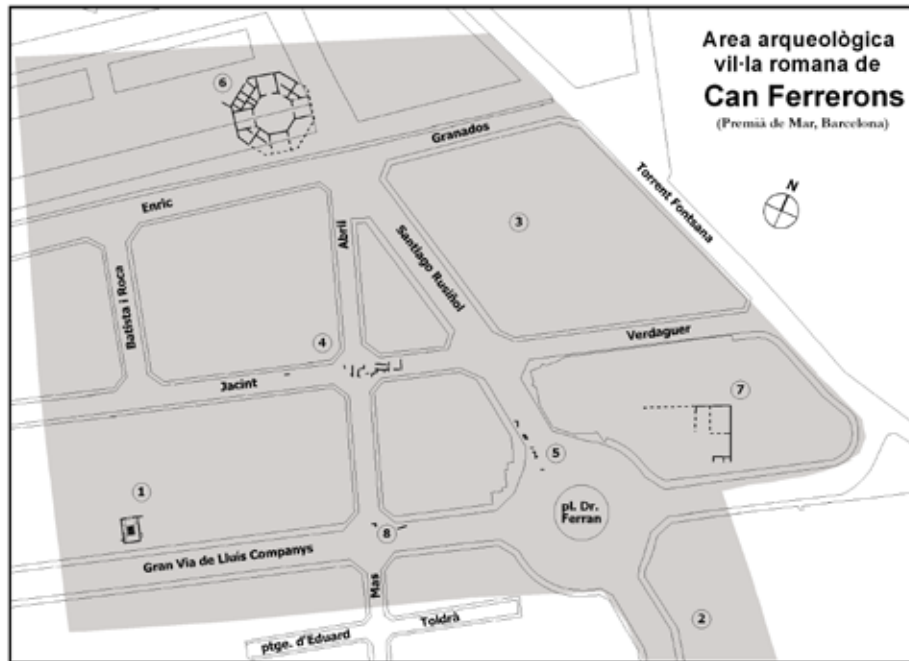 Area arqueològica
vil·la romana de
Can Ferrerons
(Premià de Mar, Barcelona)
N
6
Granados
Torrent Fontsana
Enric
3
Abril
Santiago Rusiñol
Batista i Roca
4
Verdaguer
Jacint
7
5
1
pl. Dr.
Ferran
8
Gran Via de Lluis Companys
Mas
2
Toldrà
ptge. d'Eduard